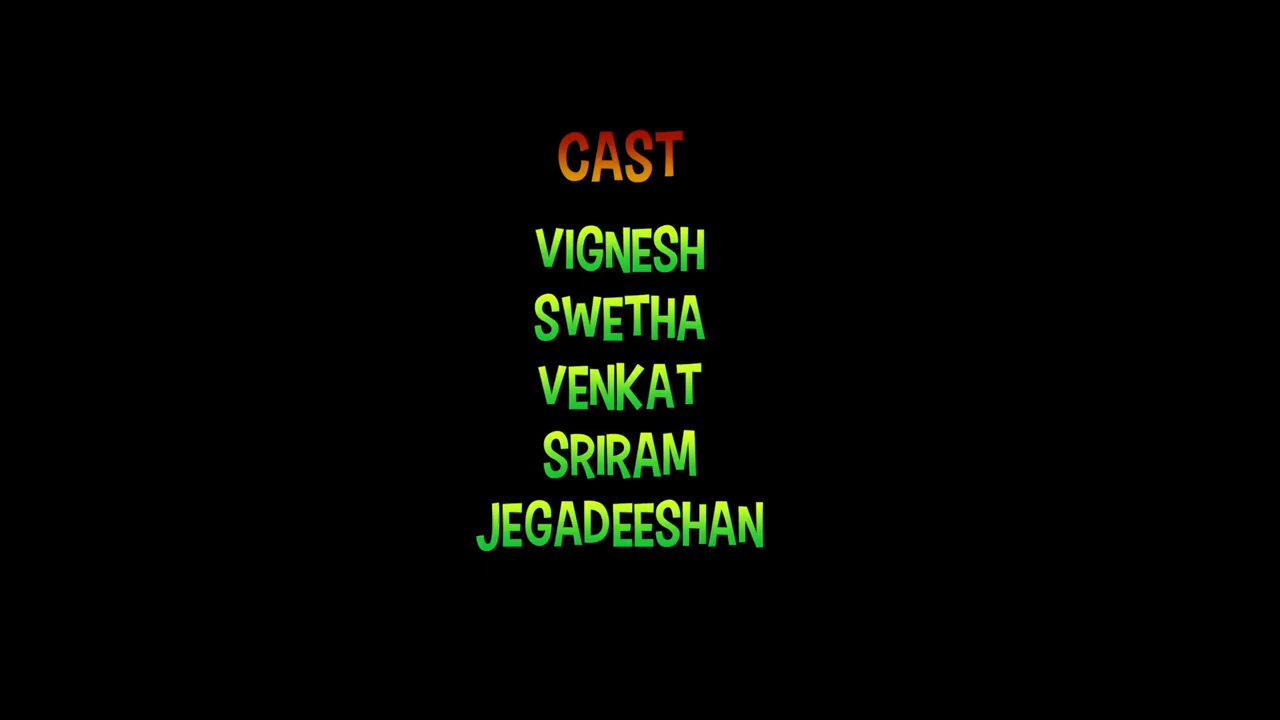 CAST
VIGNESH
SWETHA
VENKAT
SRIRAM
JEGADEESHAN